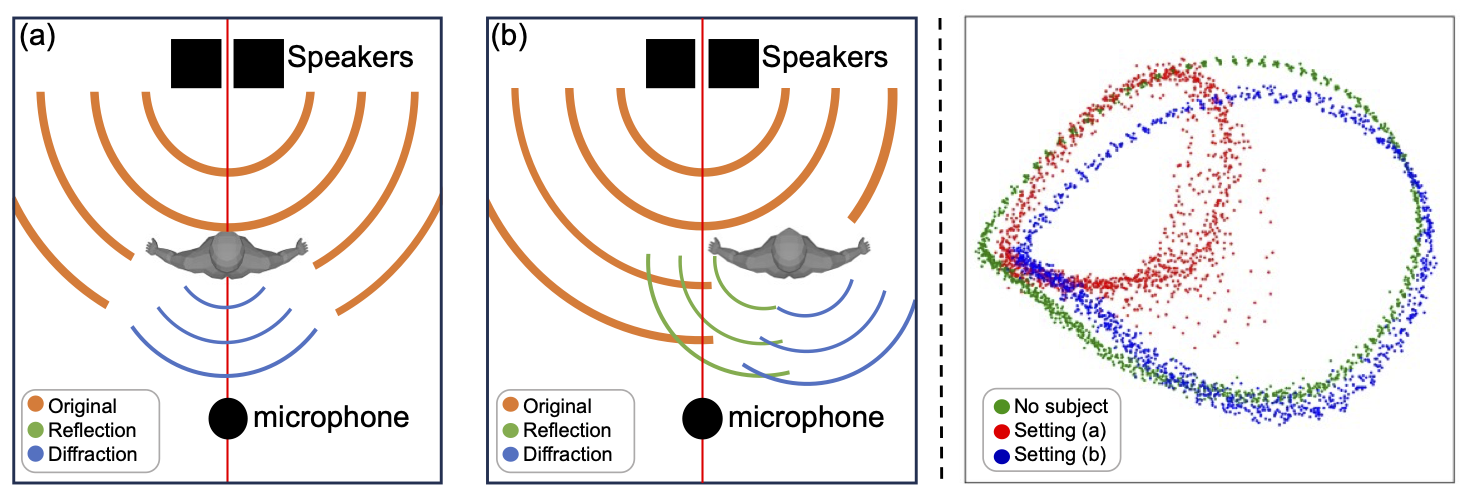 (a)
Speakers
microphone
Original
Reflection
Diffraction
(b)
Speakers
microphone
Original
Reflection
Diffraction
No subject
Setting (a)
Setting (b)